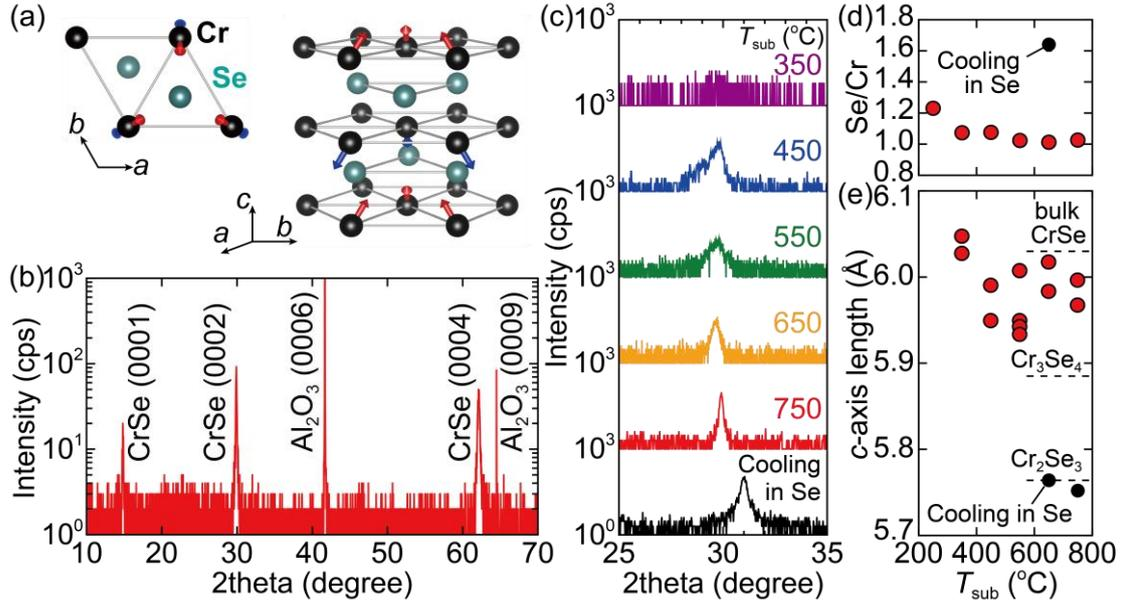 (a)
Cr
Se
b
a
c
a
b
(b)
10³
10²
10¹
10⁰
Intensity (cps)
CrSe (0001)
CrSe (0002)
Al₂O₃ (0006)
CrSe (0004)
Al₂O₃ (0009)
10 20 30 40 50 60 70
2theta (degree)
(c)
10³
Tsub (°C)
350
10³
450
10³
550
10³
650
10³
750
10³
Cooling
in Se
10⁰
Intensity (cps)
25 30 35
2theta (degree)
(d)
1.6
1.4
1.2
1.0
0.8
Se/Cr
Cooling
in Se
(e)
6.1
6.0
5.9
5.8
5.7
c-axis length (Å)
bulk
CrSe
Cr₃Se₄
Cr₂Se₃
Cooling in Se
200 400 600 800
Tsub (°C)